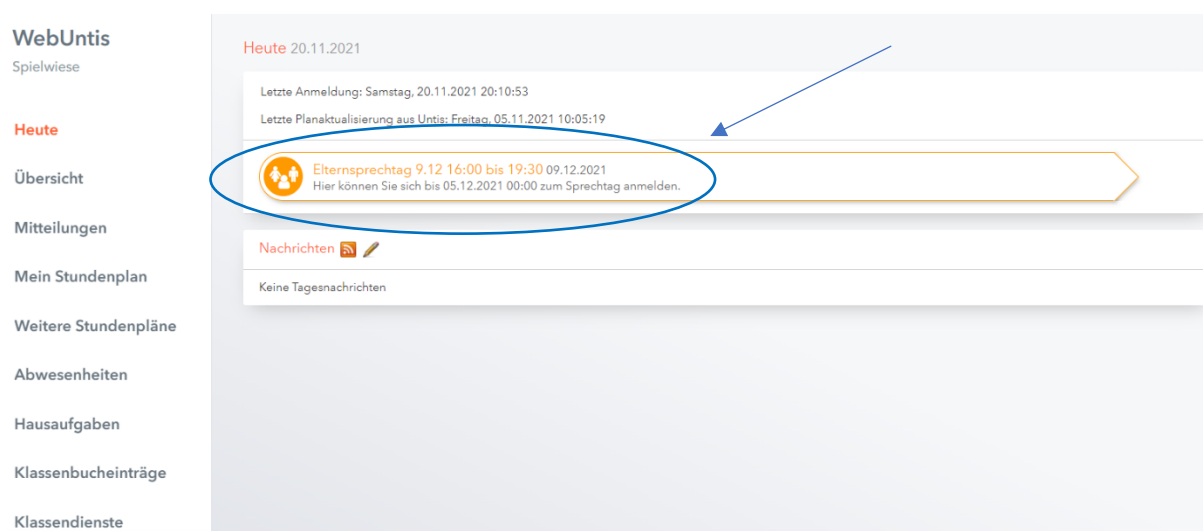 WebUntis
Spielwiese
Heute
Übersicht
Mitteilungen
Mein Stundenplan
Weitere Stundenpläne
Abwesenheiten
Hausaufgaben
Klassenbucheinträge
Klassendienste
Heute 20.11.2021
Letzte Anmeldung: Samstag, 20.11.2021 20:10:53
Letzte Planaktualisierung aus Untis: Freitag, 05.11.2021 10:05:19
Elternsprechtag 9.12 16:00 bis 19:30 09.12.2021
Hier können Sie sich bis 05.12.2021 00:00 zum Sprechtag anmelden.
Nachrichten
Keine Tagesnachrichten